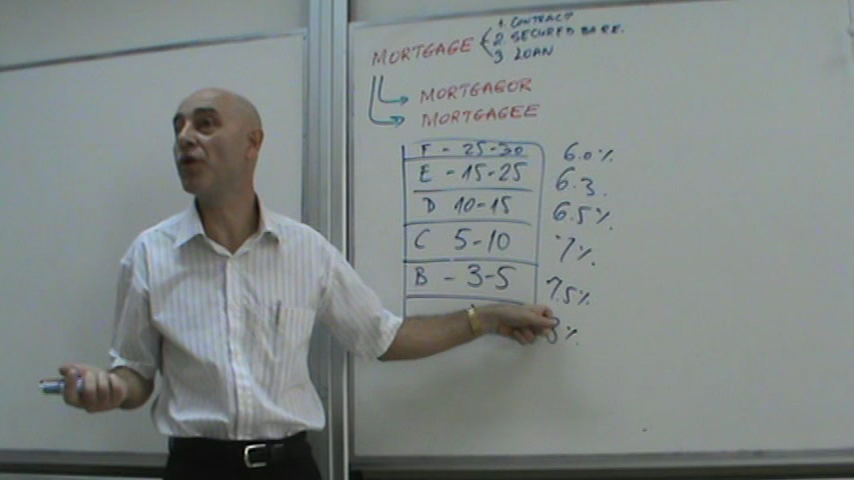 1. CONTRACT
MORTGAGE 2. SECURED BARE.
3 LOAN
MORTGAGOR
MORTGAGEE
F - 25-30 6.0%
E - 15-25 6.3.
D 10-15 6.5%
C 5-10 7%.
B - 3-5 7.5%
8%